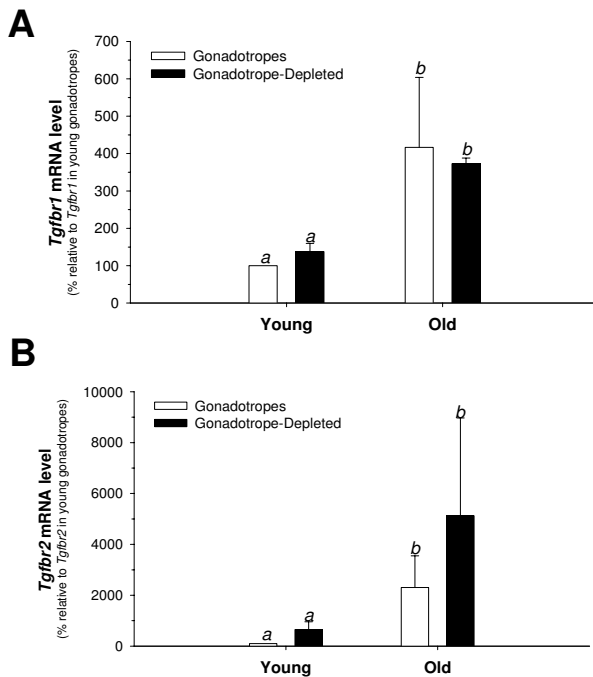 A
700
600
500
400
300
200
100
0
Tgfbr1 mRNA level
(% relative to Tgfbr1 in young gonadotropes)
Gonadotropes
Gonadotrope-Depleted
a
a
b
b
Young
Old
B
10000
8000
6000
4000
2000
0
Tgfbr2 mRNA level
(% relative to Tgfbr2 in young gonadotropes)
Gonadotropes
Gonadotrope-Depleted
a
a
b
b
Young
Old